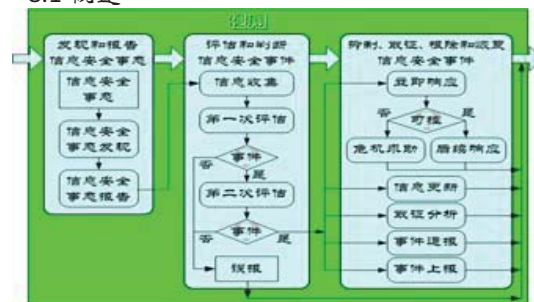 发现和报告
信息安全事态
信息安全
事态
信息安全
事态发现
信息安全
事态报告
评估和判断
信息安全事件
信息收集
第一次评估
否
事件
是
第二次评估
否
事件
是
误报
抑制、取证、根除和恢复
信息安全事件
立即响应
否
可控
是
危机求助
后续响应
信息更新
取证分析
事件通报
事件上报